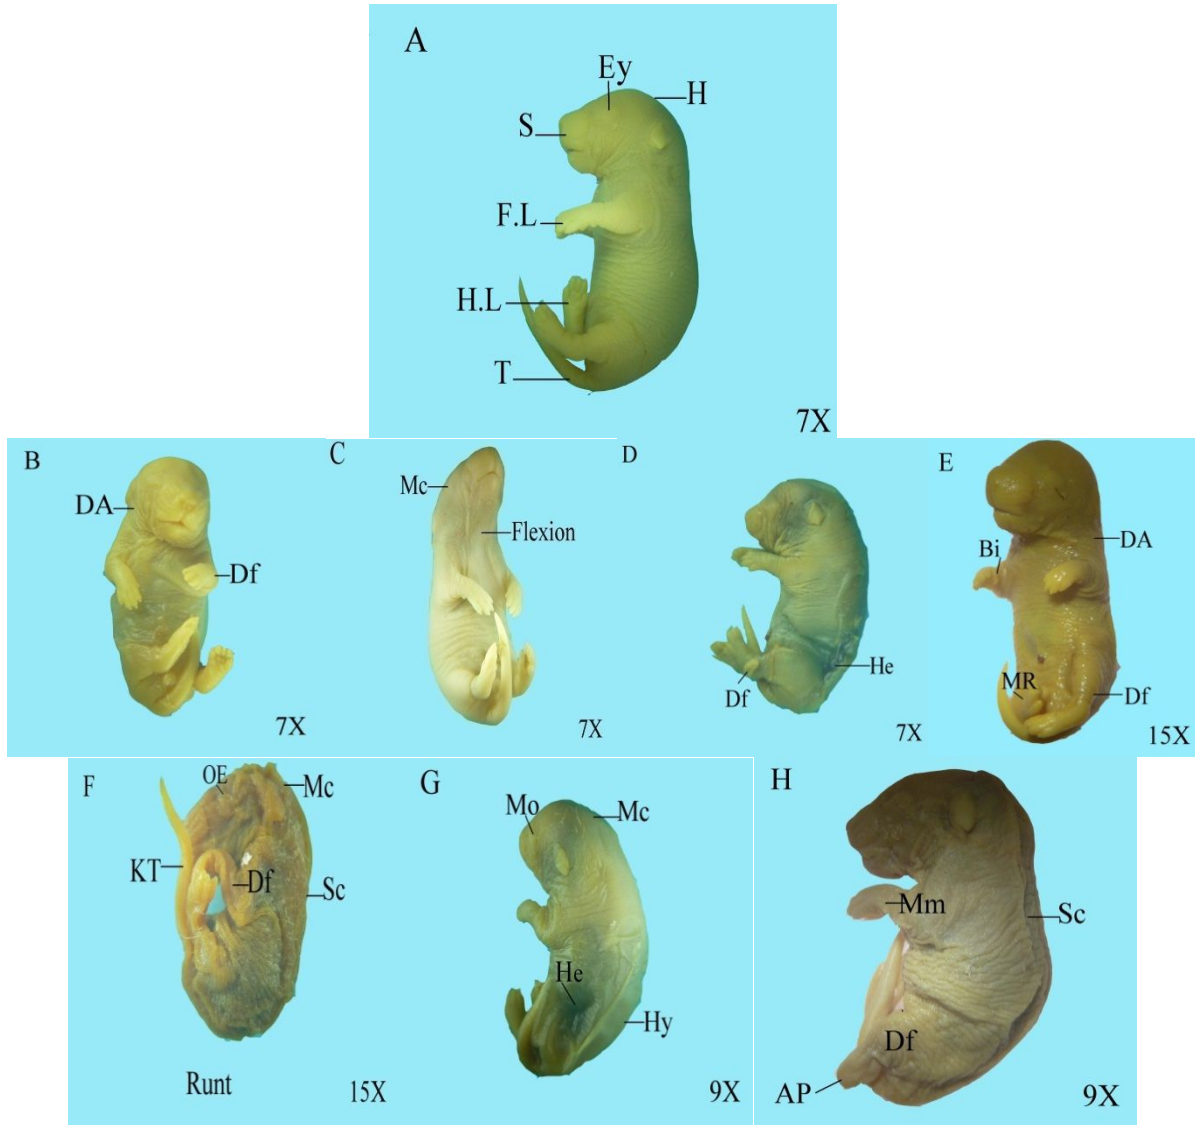 A
Ey
H
S
F.L
H.L
T
7X
B
DA
Df
7X
C
Mc
Flexion
7X
D
He
Df
7X
E
Bi
DA
MR
Df
15X
F
OE
Mc
KT
Df
Sc
Runt
15X
G
Mo
Mc
He
Hy
9X
H
Mm
Sc
Df
AP
9X